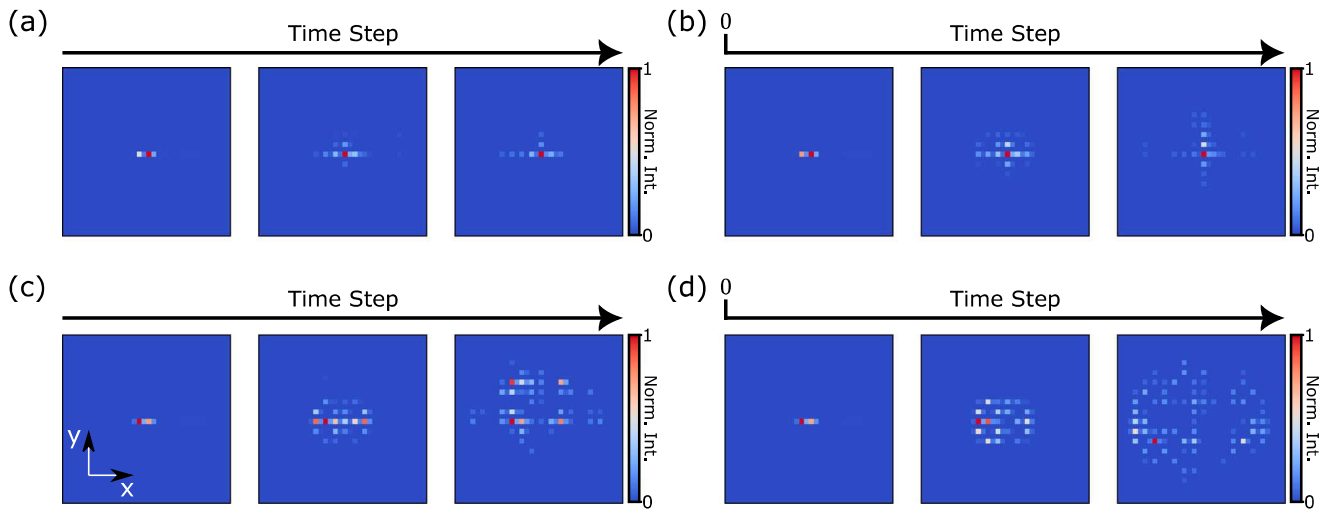 (a)
Time Step
1
Norm. Int.
0
(b)
0
Time Step
1
Norm. Int.
0
(c)
Time Step
y
x
1
Norm. Int.
0
(d)
0
Time Step
1
Norm. Int.
0